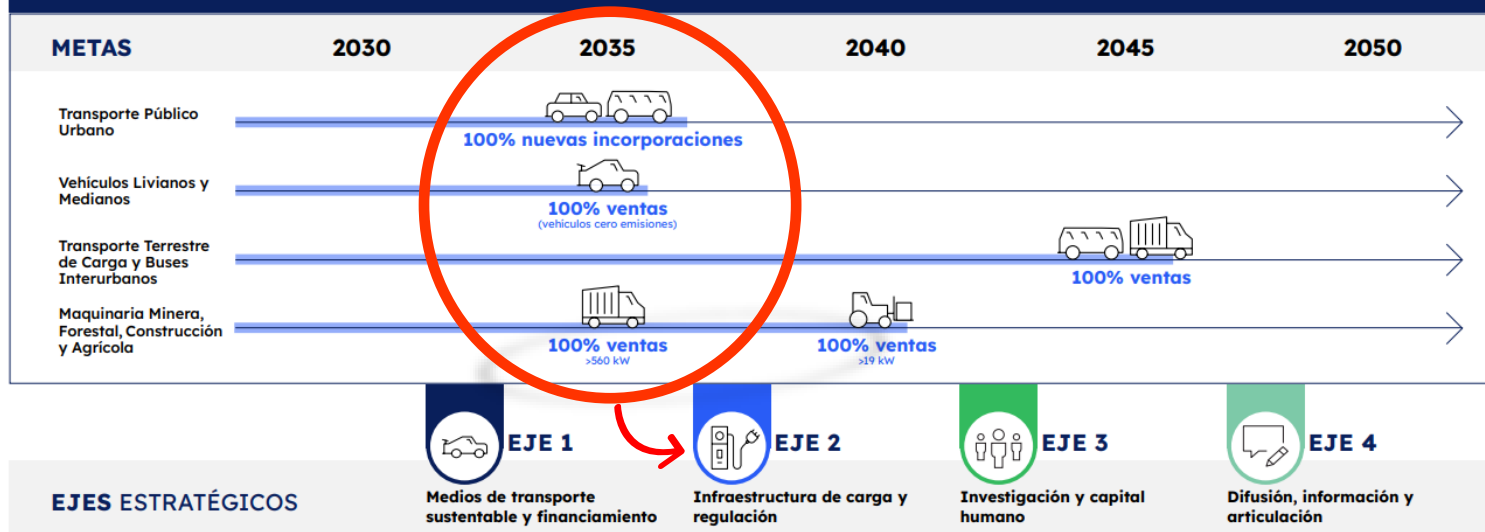 METAS 2030 2035 2040 2045 2050
Transporte Público
Urbano
100% nuevas incorporaciones
Vehículos Livianos y
Medianos
100% ventas
(vehículos cero emisiones)
Transporte Terrestre
de Carga y Buses
Interurbanos
100% ventas
Maquinaria Minera,
Forestal, Construcción
y Agrícola
100% ventas
>560 kW
100% ventas
>19 kW
EJES ESTRATÉGICOS
EJE 1
Medios de transporte
sustentable y financiamiento
EJE 2
Infraestructura de carga y
regulación
EJE 3
Investigación y capital
humano
EJE 4
Difusión, información y
articulación